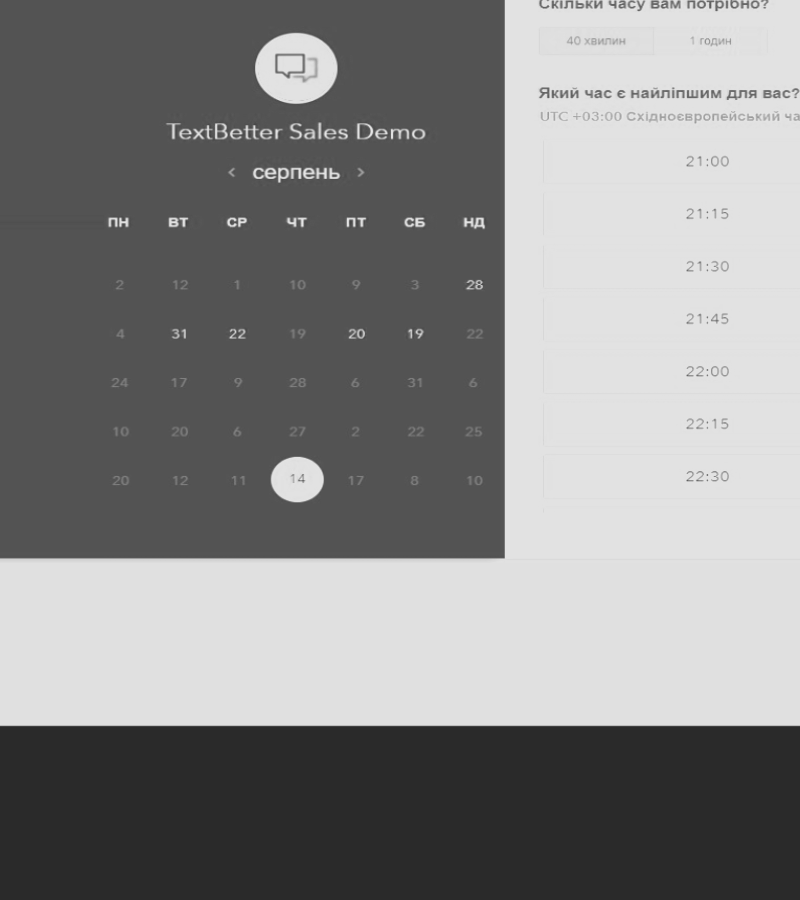 TextBetter Sales Demo
‹ серпень ›
ПН ВТ СР ЧТ ПТ СБ НД
2 12 1 10 9 3 28
4 31 22 19 20 19 22
24 17 9 28 6 31 6
10 20 6 27 2 22 25
20 12 11 14 17 8 10
Скільки часу вам потрібно?
40 хвилин 1 годин
Який час є найліпшим для вас?
UTC +03:00 Східноєвропейський ча
21:00
21:15
21:30
21:45
22:00
22:15
22:30